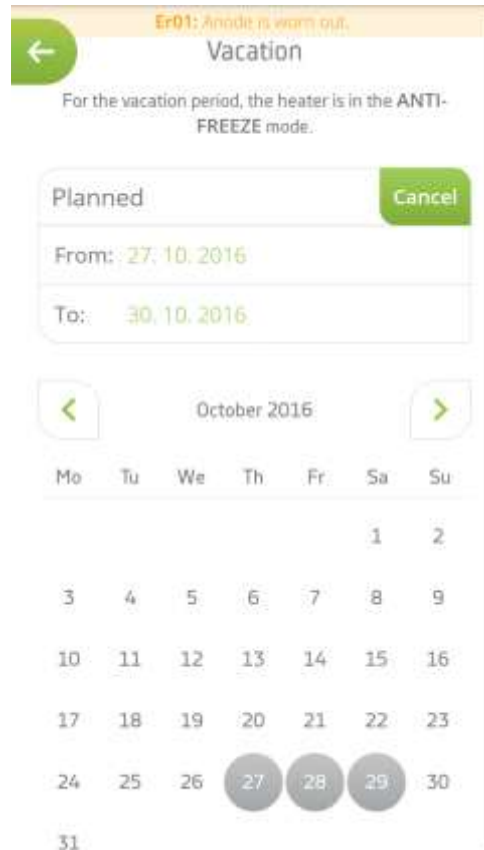 Er01: Anode is worn out.
Vacation
For the vacation period, the heater is in the ANTI-
FREEZE mode.
Planned Cancel
From: 27. 10. 2016
To: 30. 10. 2016
October 2016
Mo Tu We Th Fr Sa Su
1 2
3 4 5 6 7 8 9
10 11 12 13 14 15 16
17 18 19 20 21 22 23
24 25 26 27 28 29 30
31